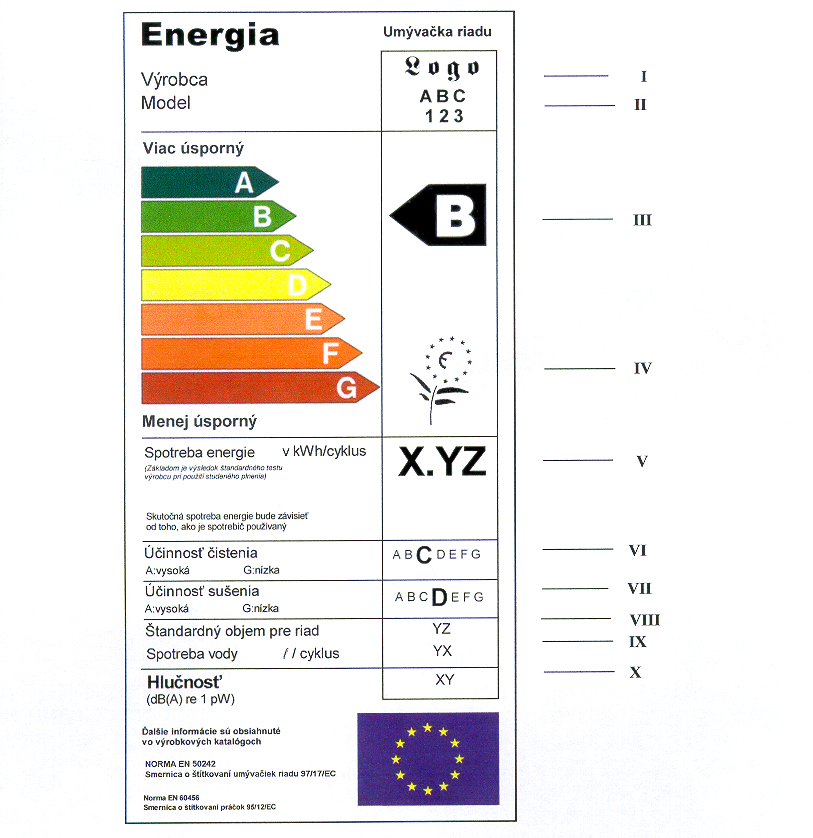 Energia
Umývačka riadu
Výrobca
Model
Logo
ABC
123
I
II
Viac úsporný
A
B
C
D
E
F
G
B
III
IV
Menej úsporný
Spotreba energie v kWh/cyklus
(Základom je výsledok štandardného testu
výrobcu pri použití studeného plnenia)
X.YZ
V
Skutočná spotreba energie bude závisieť
od toho, ako je spotrebič používaný
Účinnosť čistenia
A:vysoká G:nízka
A B C D E F G
VI
Účinnosť sušenia
A:vysoká G:nízka
A B C D E F G
VII
Štandardný objem pre riad
YZ
VIII
Spotreba vody / / cyklus
YX
IX
Hlučnosť
(dB(A) re 1 pW)
XY
X
Ďalšie informácie sú obsiahnuté
vo výrobkových katalógoch
NORMA EN 50242
Smernica o štítkovaní umývačiek riadu 97/17/EC
Norma EN 60456
Smernica o štítkovaní práčok 95/12/EC